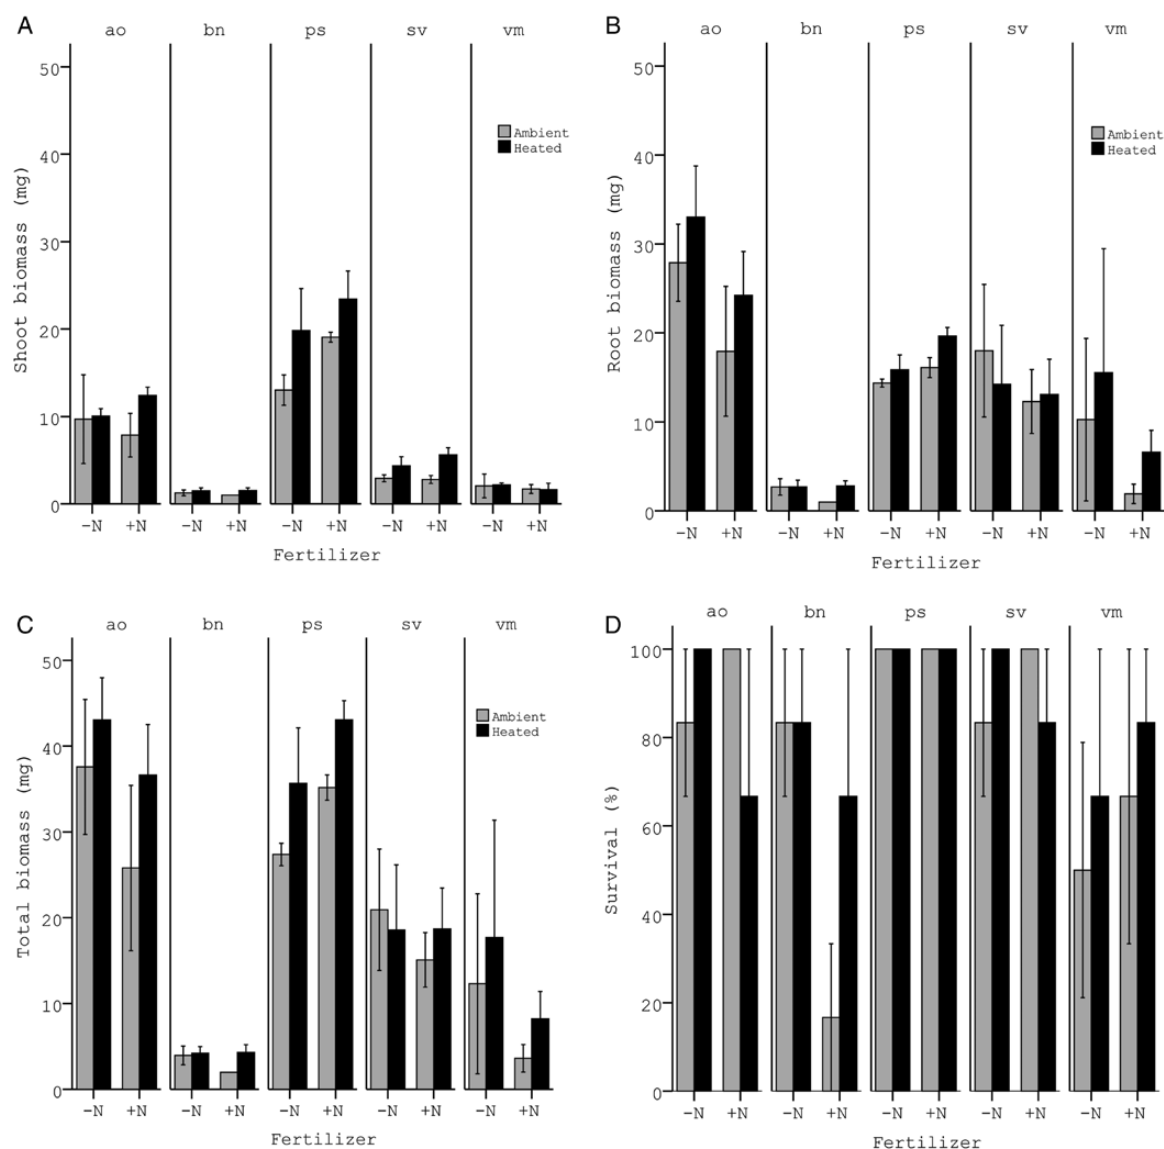 A
ao bn ps sv vm
50
40
30
20
10
0
Shoot biomass (mg)
Ambient
Heated
−N +N −N +N −N +N −N +N −N +N
Fertilizer
B
ao bn ps sv vm
50
40
30
20
10
0
Root biomass (mg)
Ambient
Heated
−N +N −N +N −N +N −N +N −N +N
Fertilizer
C
ao bn ps sv vm
50
40
30
20
10
0
Total biomass (mg)
Ambient
Heated
−N +N −N +N −N +N −N +N −N +N
Fertilizer
D
ao bn ps sv vm
100
80
60
40
20
0
Survival (%)
−N +N −N +N −N +N −N +N −N +N
Fertilizer